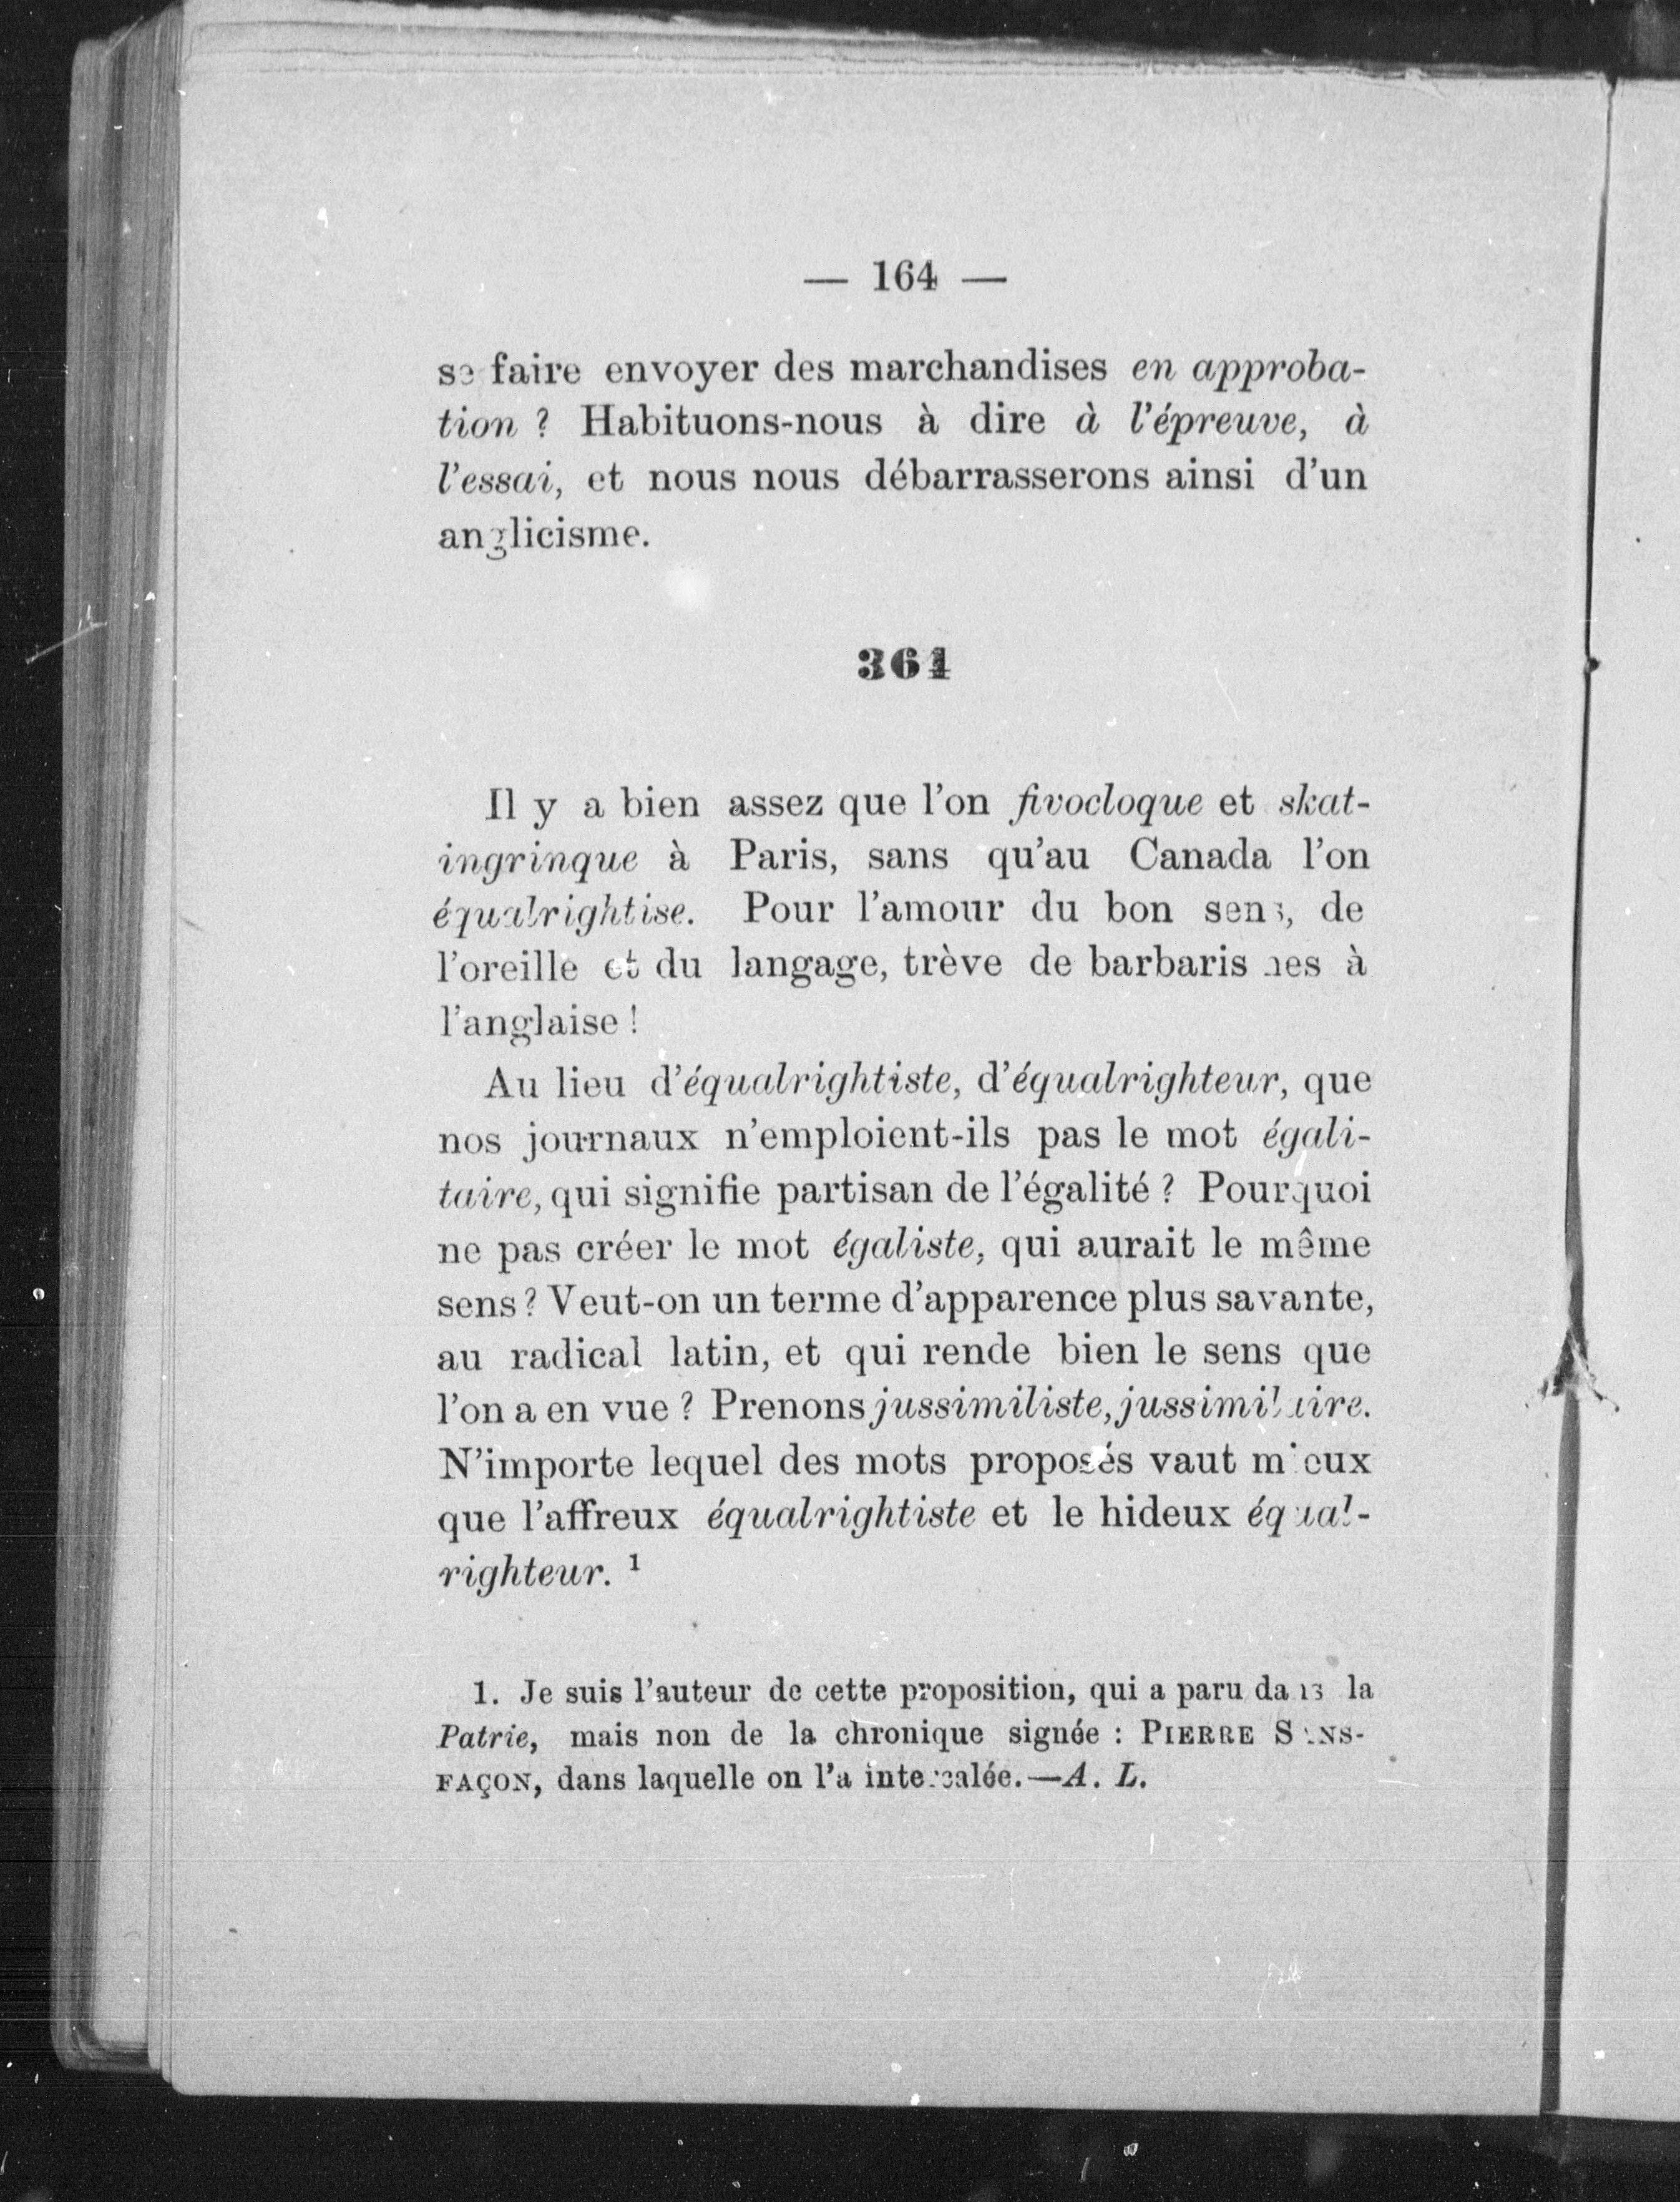 — 164 —
se faire envoyer des marchandises en approba-
tion ? Habituons-nous à dire à l'épreuve, à
l'essai, et nous nous débarrasserons ainsi d'un
anglicisme.
361
Il y a bien assez que l'on fivocloque et skat-
ingrinque à Paris, sans qu'au Canada l'on
équalrightise. Pour l'amour du bon sens, de
l'oreille et du langage, trève de barbarismes à
l'anglaise !
Au lieu d'équalrightiste, d'équalrighteur, que
nos journaux n'emploient-ils pas le mot égali-
taire, qui signifie partisan de l'égalité ? Pourquoi
ne pas créer le mot égaliste, qui aurait le même
sens ? Veut-on un terme d'apparence plus savante,
au radical latin, et qui rende bien le sens que
l'on a en vue ? Prenons jussimiliste, jussimilaire.
N'importe lequel des mots proposés vaut mieux
que l'affreux équalrightiste et le hideux équal-
righteur. 1
1. Je suis l'auteur de cette proposition, qui a paru dans la
Patrie, mais non de la chronique signée : PIERRE SANS-
FAÇON, dans laquelle on l'a intercalée.—A. L.